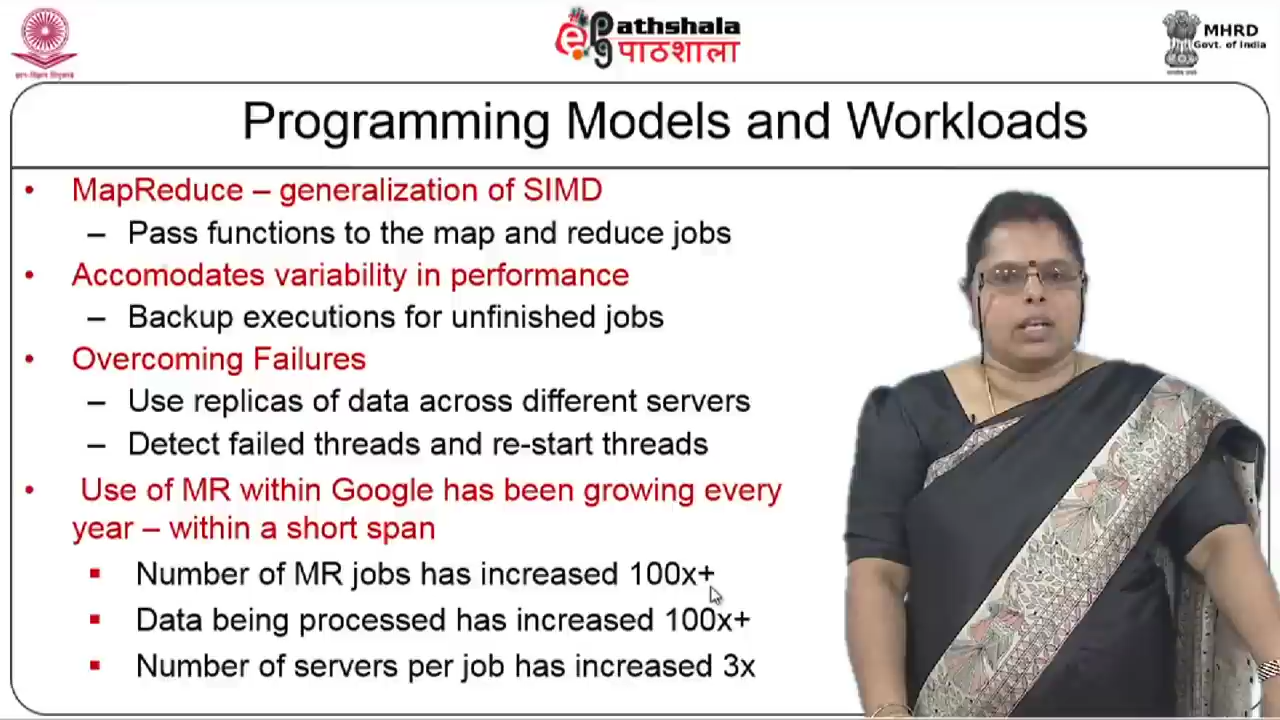 ePG Pathshala
पाठशाला
MHRD
Govt. of India
Programming Models and Workloads
• MapReduce – generalization of SIMD
– Pass functions to the map and reduce jobs
• Accomodates variability in performance
– Backup executions for unfinished jobs
• Overcoming Failures
– Use replicas of data across different servers
– Detect failed threads and re-start threads
• Use of MR within Google has been growing every
year – within a short span
▪ Number of MR jobs has increased 100x+
▪ Data being processed has increased 100x+
▪ Number of servers per job has increased 3x